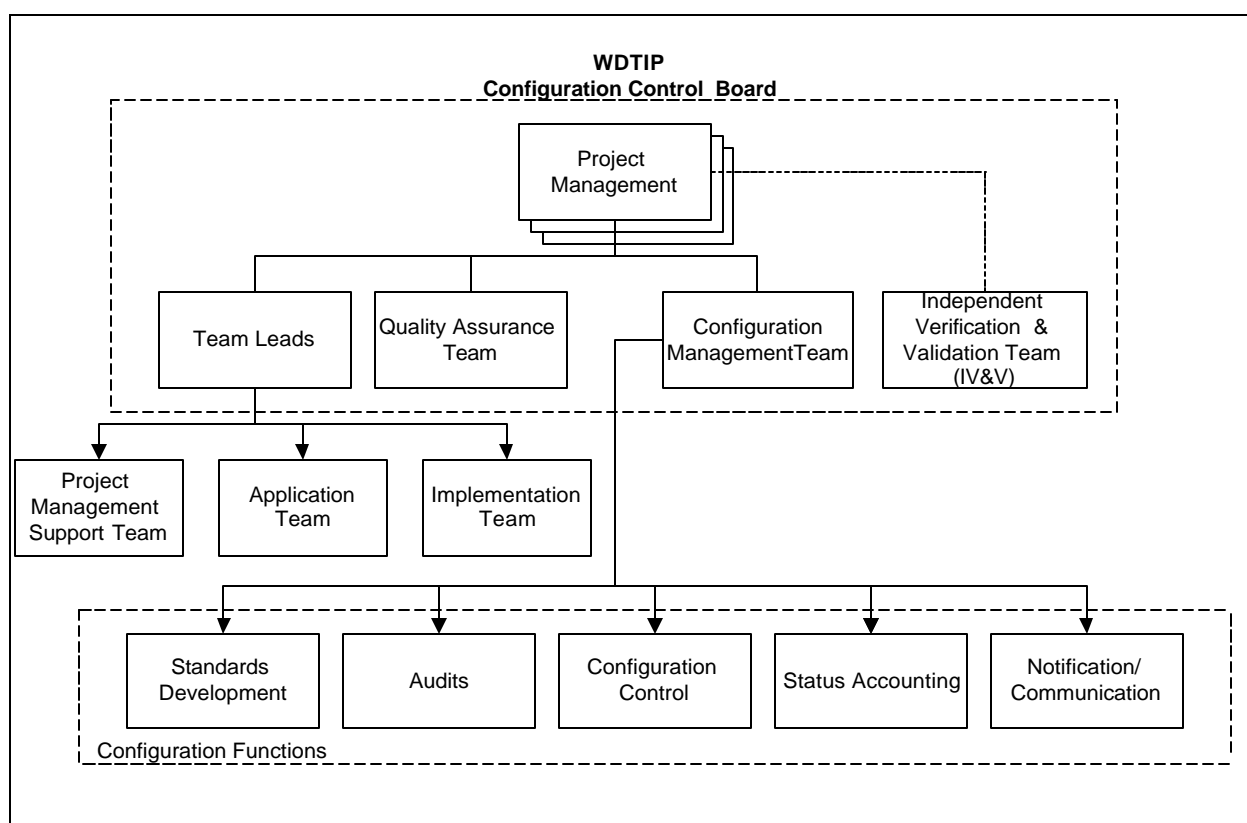 WDTIP
Configuration Control Board
Project
Management
Team Leads
Quality Assurance
Team
Configuration
ManagementTeam
Independent
Verification &
Validation Team
(IV&V)
Project
Management
Support Team
Application
Team
Implementation
Team
Standards
Development
Audits
Configuration
Control
Status Accounting
Notification/
Communication
Configuration Functions